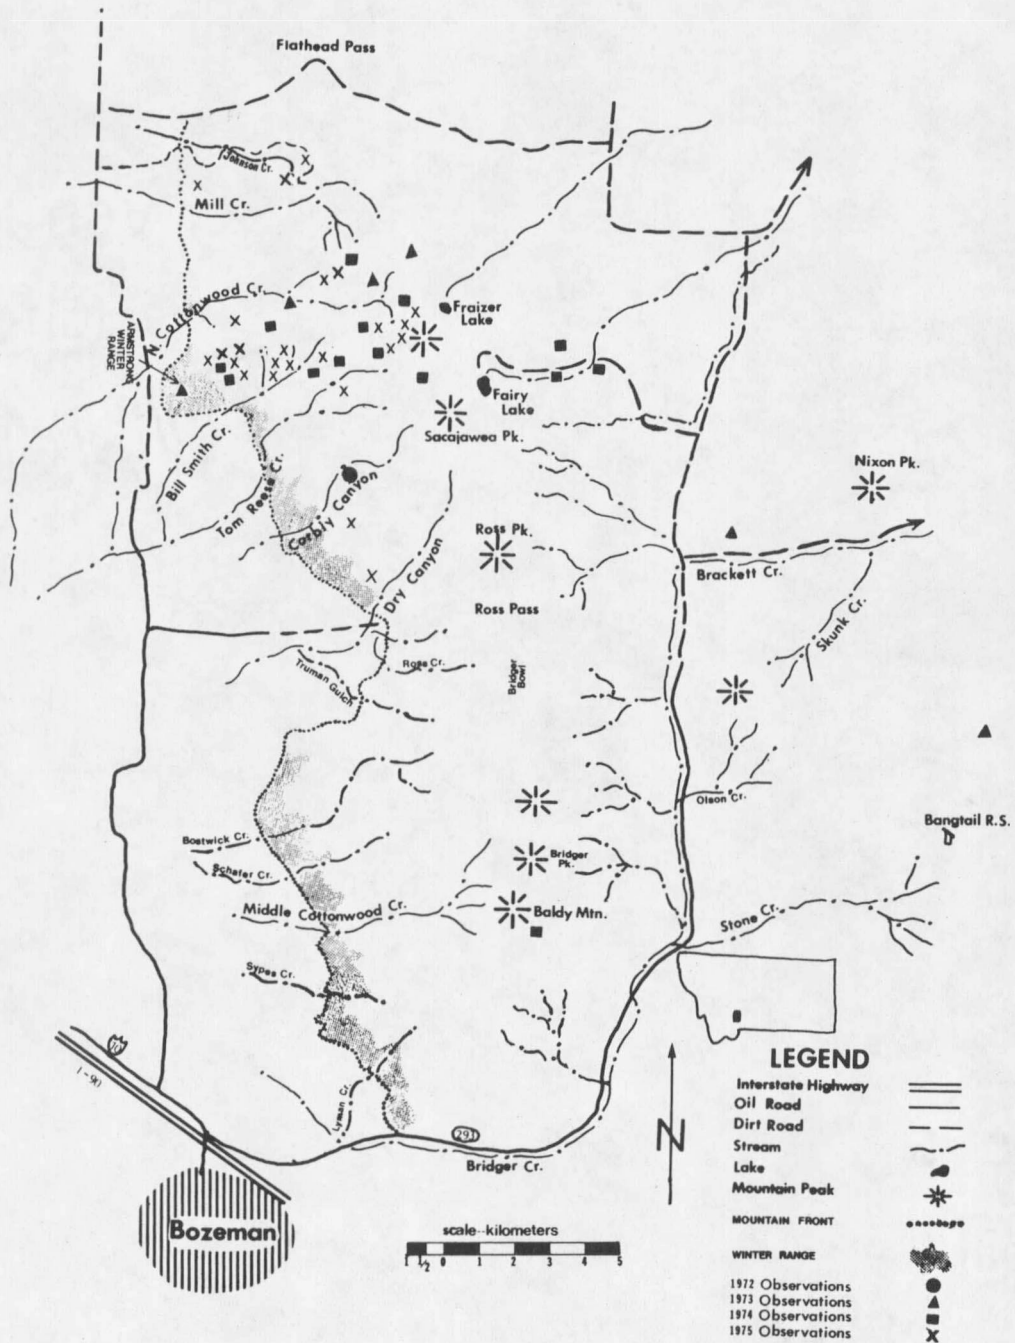 Flathead Pass
Johnson Cr.
Mill Cr.
N. Cottonwood Cr.
ARMSTRONG
WINTER
RANGE
Fraizer
Lake
Fairy
Lake
Sacajawea Pk.
Bill Smith Cr.
Tom Reese Cr.
Corbly Canyon
Nixon Pk.
Ross Pk.
Dry Canyon
Brackett Cr.
Ross Pass
Skunk Cr.
Ross Cr.
Truman Gulch
Bridger
Bowl
Olson Cr.
Bangtail R.S.
Bostwick Cr.
Schafer Cr.
Bridger
Pk.
Middle Cottonwood Cr.
Baldy Mtn.
Stone Cr.
Sypes Cr.
Lyman Cr.
I-90
293
Bridger Cr.
N
Bozeman
scale--kilometers
1 ½ 0 1 2 3 4 5
LEGEND
Interstate Highway
Oil Road
Dirt Road
Stream
Lake
Mountain Peak
MOUNTAIN FRONT
WINTER RANGE
1972 Observations
1973 Observations
1974 Observations
1975 Observations